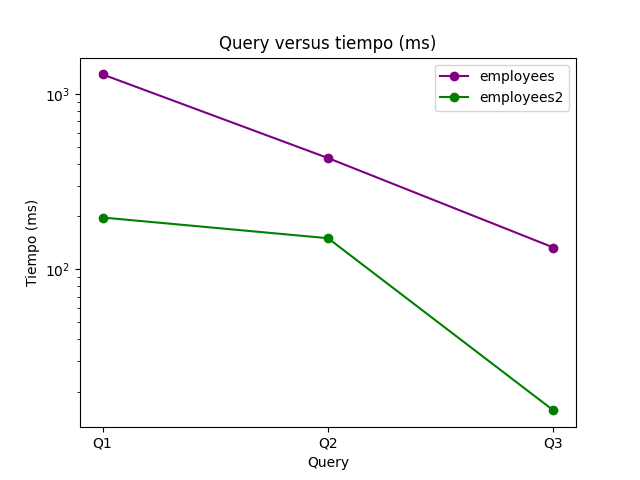 Query versus tiempo (ms)
employees
employees2
10³
10²
Tiempo (ms)
Q1
Q2
Q3
Query